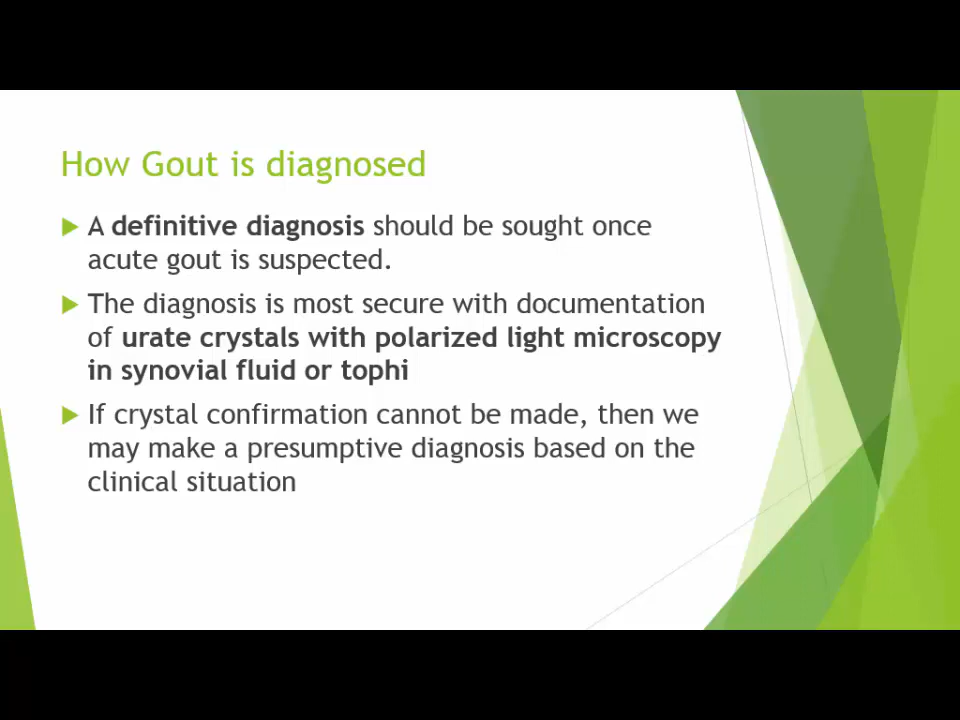 How Gout is diagnosed
A definitive diagnosis should be sought once
acute gout is suspected.
The diagnosis is most secure with documentation
of urate crystals with polarized light microscopy
in synovial fluid or tophi
If crystal confirmation cannot be made, then we
may make a presumptive diagnosis based on the
clinical situation